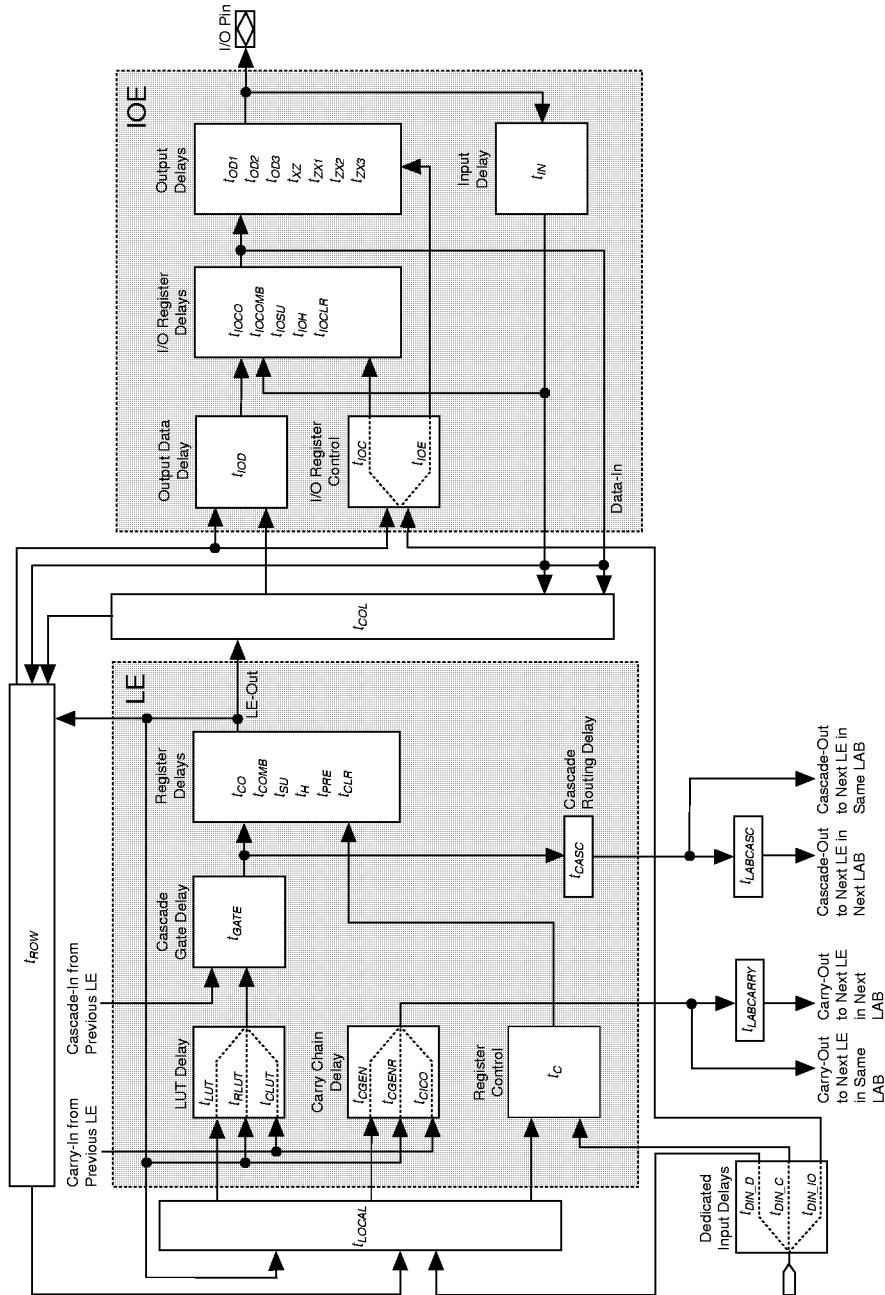 I/O Pin
IOE
Output
Delays
tOD1
tOD2
tOD3
tXZ
tZX1
tZX2
tZX3
Input
Delay
tIN
I/O Register
Delays
tIOCO
tIOCOMB
tIOSU
tIOH
tIOCLR
Output Data
Delay
tIOD
I/O Register
Control
tIOC
tIOE
Data-In
tCOL
tROW
LE
LE-Out
Register
Delays
tCO
tCOMB
tSU
tH
tPRE
tCLR
Cascade
Routing Delay
tCASC
Cascade
Gate Delay
tGATE
Cascade-In from
Previous LE
LUT Delay
tLUT
tRLUT
tCLUT
Carry Chain
Delay
tCGEN
tCGENR
tCICO
Register
Control
tC
Carry-In from
Previous LE
tLOCAL
Dedicated
Input Delays
tDIN_D
tDIN_C
tDIN_IO
tLABCASC
tLABCARRY
Cascade-Out
to Next LE in
Same LAB
Cascade-Out
to Next LE in
Next LAB
Carry-Out
to Next LE
in Next
LAB
Carry-Out
to Next LE
in Same
LAB